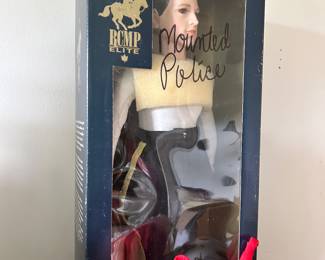 RCMP
ELITE
Mounted
Police